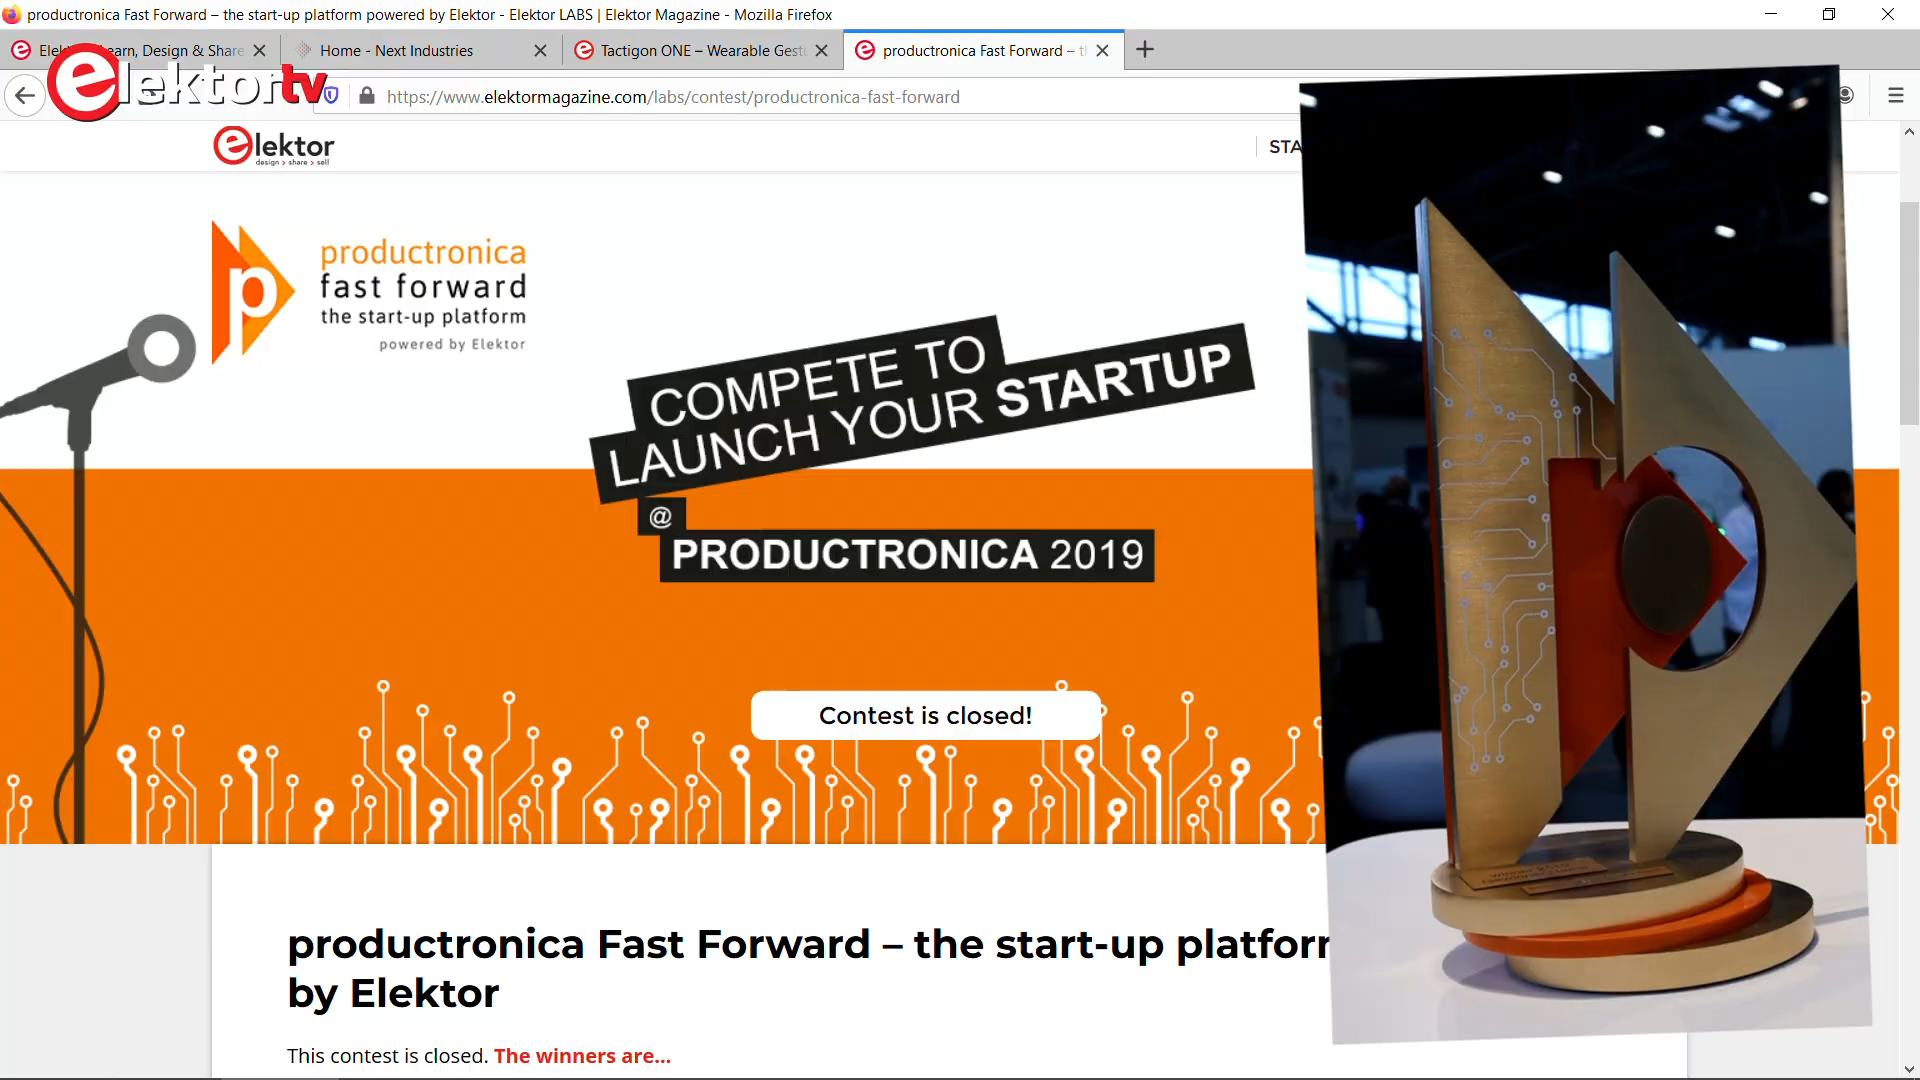 productronica Fast Forward – the start-up platform powered by Elektor - Elektor LABS | Elektor Magazine - Mozilla Firefox
Elekt earn, Design & Share
Home - Next Industries
Tactigon ONE – Wearable Gest
productronica Fast Forward – t
elektortv
https://www.elektormagazine.com/labs/contest/productronica-fast-forward
elektor
design > share > sell
STA
productronica
fast forward
the start-up platform
powered by Elektor
p
COMPETE TO
LAUNCH YOUR STARTUP
@
PRODUCTRONICA 2019
Contest is closed!
productronica Fast Forward – the start-up platfor
by Elektor
This contest is closed. The winners are...